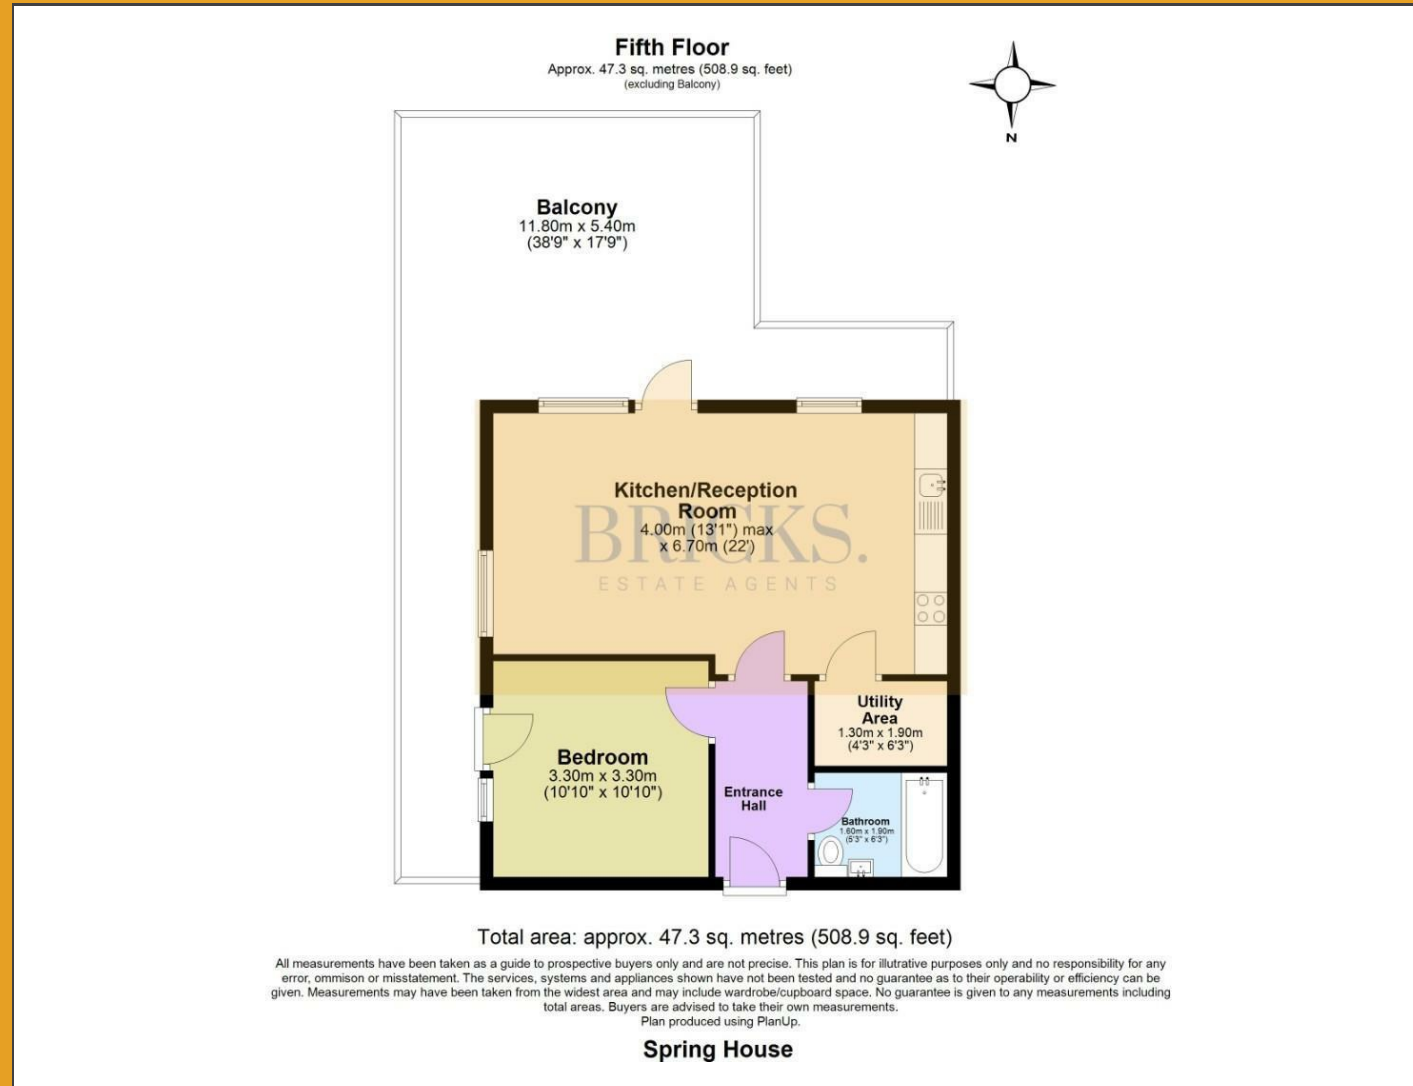 Fifth Floor
Approx. 47.3 sq. metres (508.9 sq. feet)
(excluding Balcony)
N
Balcony
11.80m x 5.40m
(38'9" x 17'9")
Kitchen/Reception
Room
4.00m (13'1") max
x 6.70m (22')
BRICKS.
ESTATE AGENTS
Utility
Area
1.30m x 1.90m
(4'3" x 6'3")
Bedroom
3.30m x 3.30m
(10'10" x 10'10")
Entrance
Hall
Bathroom
1.60m x 1.90m
(5'3" x 6'3")
Total area: approx. 47.3 sq. metres (508.9 sq. feet)
All measurements have been taken as a guide to prospective buyers only and are not precise. This plan is for illutrative purposes only and no responsibility for any
error, ommison or misstatement. The services, systems and appliances shown have not been tested and no guarantee as to their operability or efficiency can be
given. Measurements may have been taken from the widest area and may include wardrobe/cupboard space. No guarantee is given to any measurements including
total areas. Buyers are advised to take their own measurements.
Plan produced using PlanUp.
Spring House